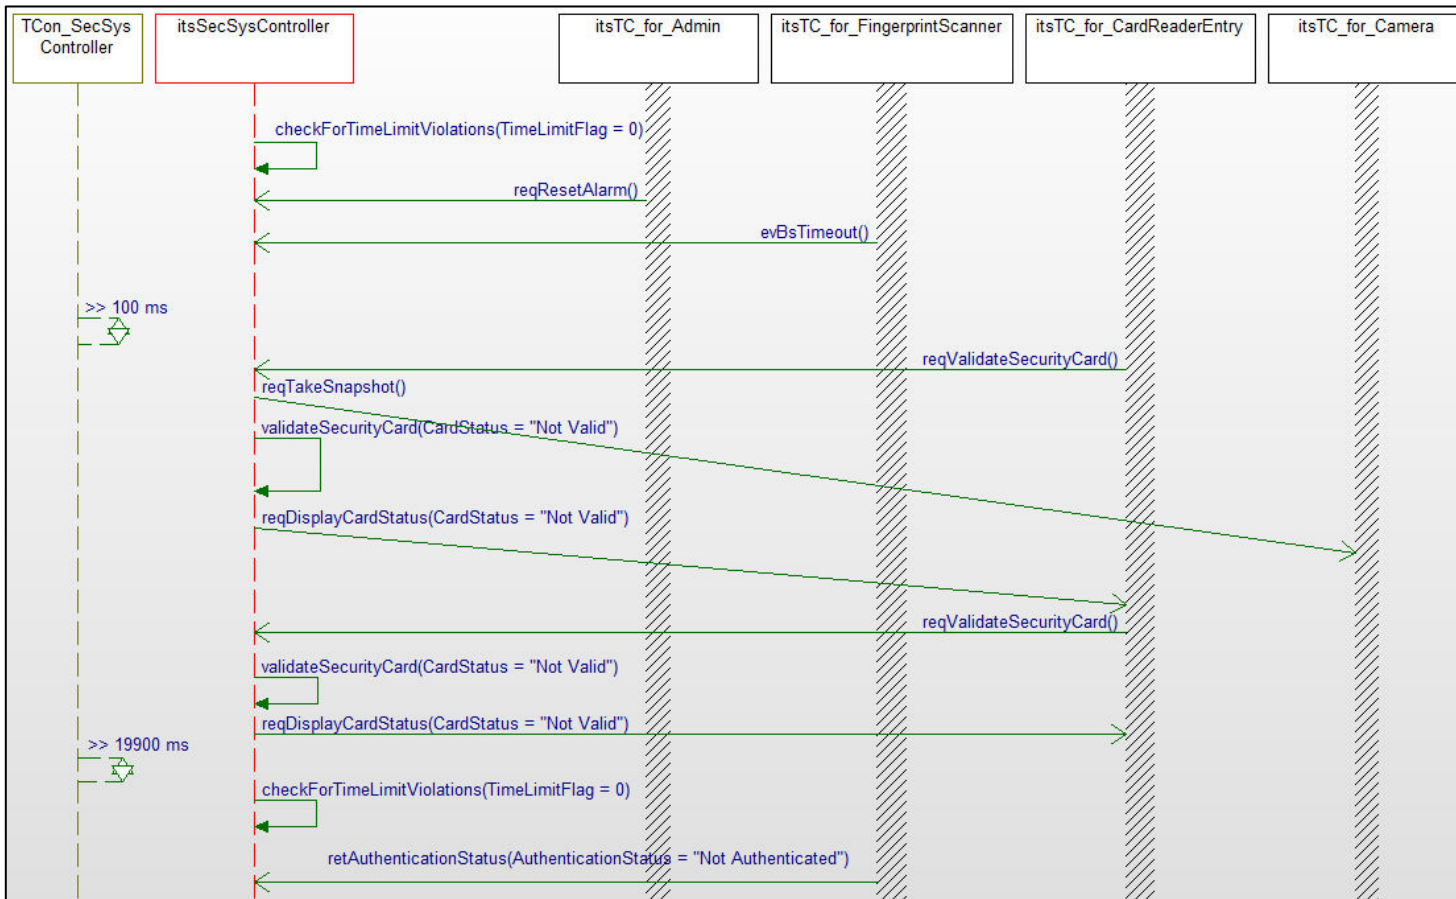 TCon_SecSys
Controller
itsSecSysController
itsTC_for_Admin
itsTC_for_FingerprintScanner
itsTC_for_CardReaderEntry
itsTC_for_Camera
checkForTimeLimitViolations(TimeLimitFlag = 0)
reqResetAlarm()
evBsTimeout()
>> 100 ms
reqValidateSecurityCard()
reqTakeSnapshot()
validateSecurityCard(CardStatus = "Not Valid")
reqDisplayCardStatus(CardStatus = "Not Valid")
reqValidateSecurityCard()
validateSecurityCard(CardStatus = "Not Valid")
reqDisplayCardStatus(CardStatus = "Not Valid")
>> 19900 ms
checkForTimeLimitViolations(TimeLimitFlag = 0)
retAuthenticationStatus(AuthenticationStatus = "Not Authenticated")